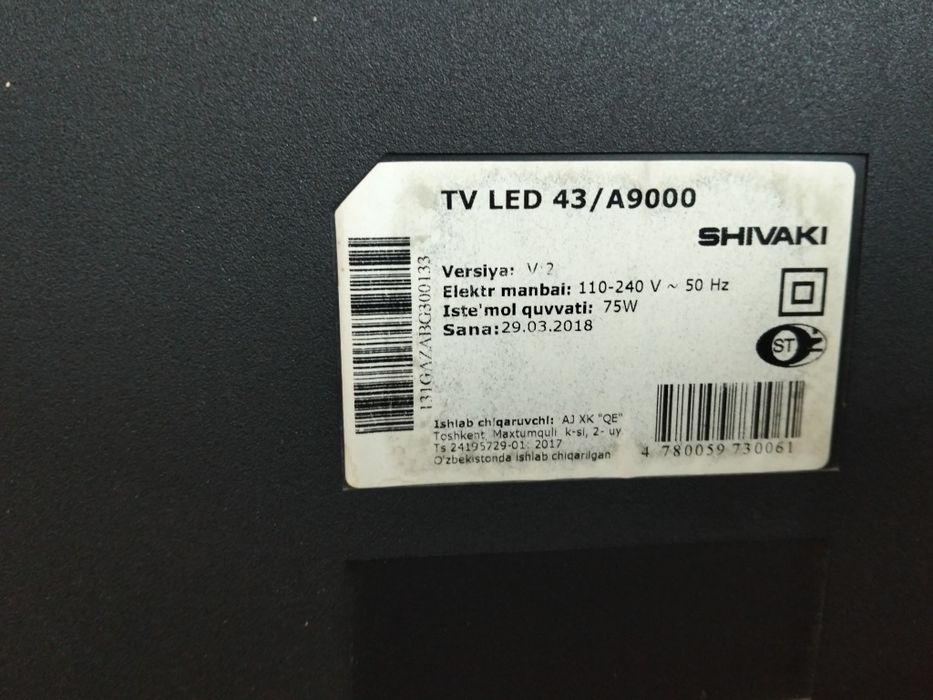 TV LED 43/A9000
SHIVAKI
Versiya: V 2
Elektr manbai: 110-240 V ~ 50 Hz
Iste'mol quvvati: 75W
Sana:29.03.2018
ST
131GAZABG300133
Ishlab chiqaruvchi: AJ XK "QE"
Toshkent, Maxtumquli k-si, 2- uy
Ts 24195729-01: 2017
O'zbekistonda ishlab chiqarilgan
4 780059 730061